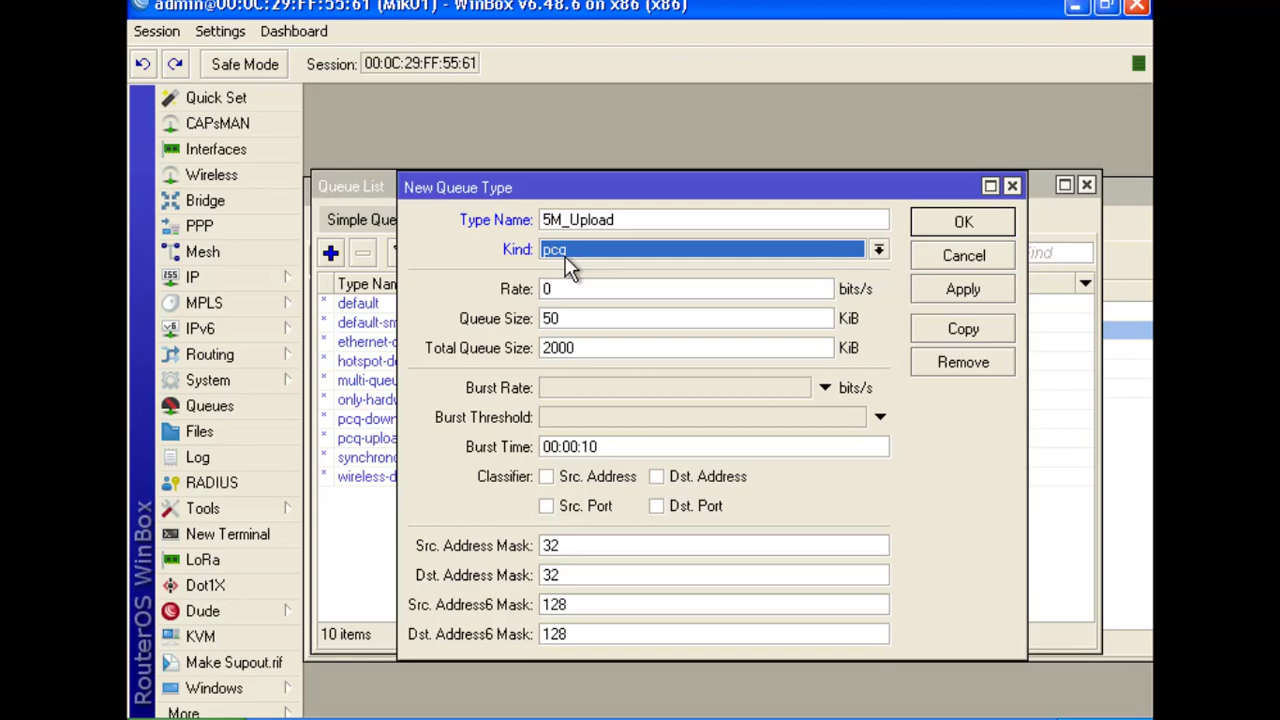 admin@00:0C:29:FF:55:61 (MikO1) - WinBox v6.48.6 on x86 (x86)
Session Settings Dashboard
Safe Mode Session: 00:0C:29:FF:55:61
Quick Set
CAPsMAN
Interfaces
Wireless
Bridge
PPP
Mesh
IP
MPLS
IPv6
Routing
System
Queues
Files
Log
RADIUS
Tools
New Terminal
LoRa
Dot1X
Dude
KVM
Make Supout.rif
Windows
More
RouterOS WinBox
Queue List
Simple Que
Find
Type Nam
* default
* default-sm
* ethernet-d
* hotspot-de
* multi-queu
* only-hardw
* pcq-down
* pcq-uploa
* synchrono
* wireless-d
10 items
New Queue Type
Type Name: 5M_Upload
Kind: pcq
Rate: 0 bits/s
Queue Size: 50 KiB
Total Queue Size: 2000 KiB
Burst Rate: bits/s
Burst Threshold:
Burst Time: 00:00:10
Classifier: Src. Address Dst. Address
Src. Port Dst. Port
Src. Address Mask: 32
Dst. Address Mask: 32
Src. Address6 Mask: 128
Dst. Address6 Mask: 128
OK
Cancel
Apply
Copy
Remove